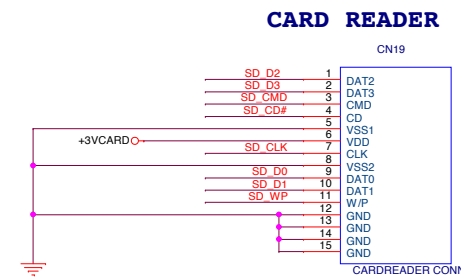 CARD READER
CN19
SD_D2 1 DAT2
SD_D3 2 DAT3
SD_CMD 3 CMD
SD_CD# 4 CD
5 VSS1
+3VCARD 6 VDD
SD_CLK 7 CLK
8 VSS2
SD_D0 9 DAT0
SD_D1 10 DAT1
SD_WP 11 W/P
12 GND
13 GND
14 GND
15 GND
CARDREADER CONN